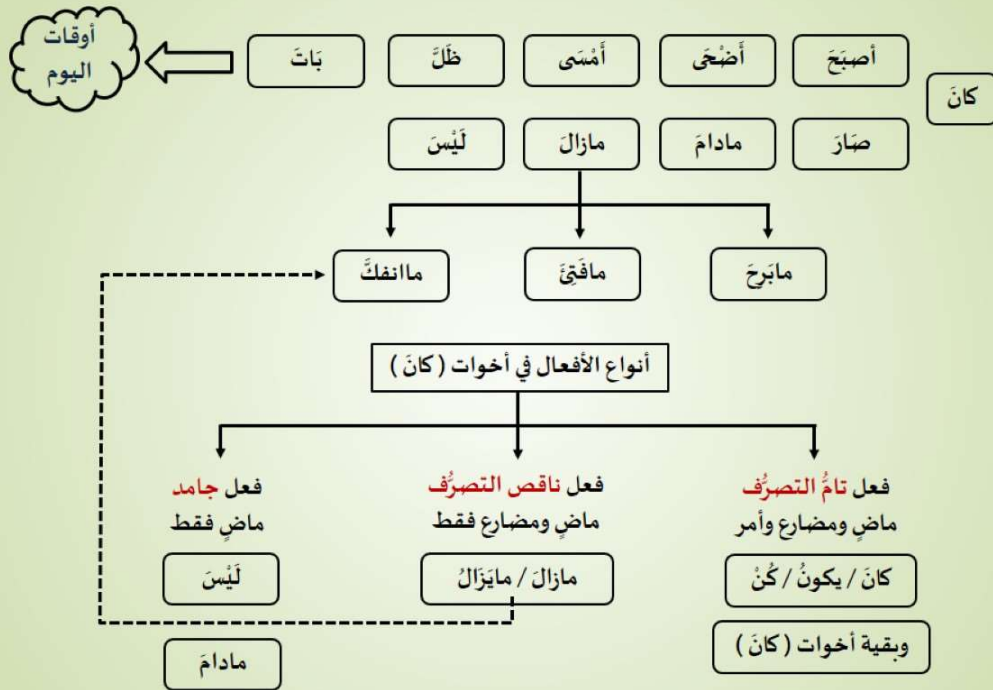 أوقات
اليوم
كانَ
أصبَحَ
أَضْحَى
أَمْسَى
ظَلَّ
بَاتَ
صَارَ
مادامَ
مازالَ
لَيْسَ
مابَرِحَ
مافَتِئَ
ماانفكَّ
أنواع الأفعال في أخوات ( كانَ )
فعل تامُّ التصرُّف
ماضٍ ومضارع وأمر
كانَ / يكونُ / كُنْ
وبقية أخوات ( كانَ )
فعل ناقص التصرُّف
ماضٍ ومضارع فقط
مازالَ / مايَزَالُ
فعل جامد
ماضٍ فقط
لَيْسَ
مادامَ